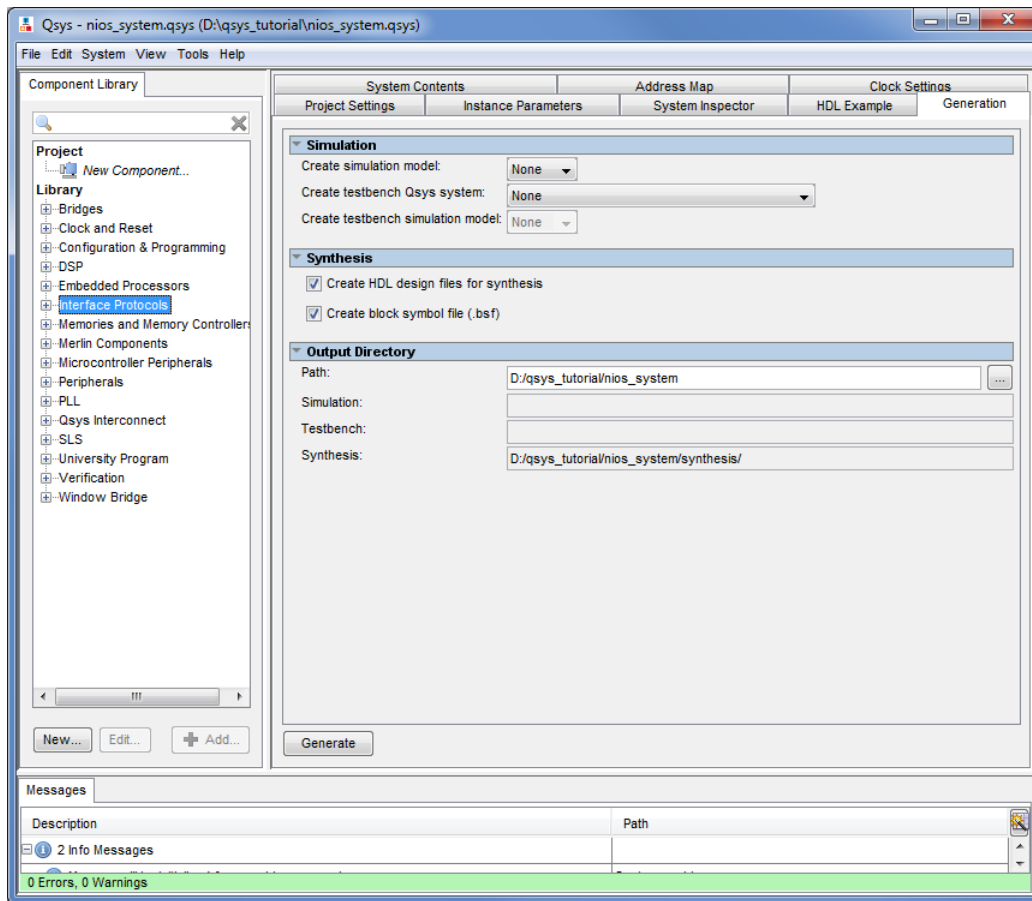 Qsys - nios_system.qsys (D:\qsys_tutorial\nios_system.qsys)
File Edit System View Tools Help
Component Library
Project
New Component...
Library
Bridges
Clock and Reset
Configuration & Programming
DSP
Embedded Processors
Interface Protocols
Memories and Memory Controllers
Merlin Components
Microcontroller Peripherals
Peripherals
PLL
Qsys Interconnect
SLS
University Program
Verification
Window Bridge
New... Edit... Add...
System Contents Address Map Clock Settings
Project Settings Instance Parameters System Inspector HDL Example Generation
Simulation
Create simulation model: None
Create testbench Qsys system: None
Create testbench simulation model: None
Synthesis
Create HDL design files for synthesis
Create block symbol file (.bsf)
Output Directory
Path: D:/qsys_tutorial/nios_system ...
Simulation:
Testbench:
Synthesis: D:/qsys_tutorial/nios_system/synthesis/
Generate
Messages
Description Path
2 Info Messages
0 Errors, 0 Warnings